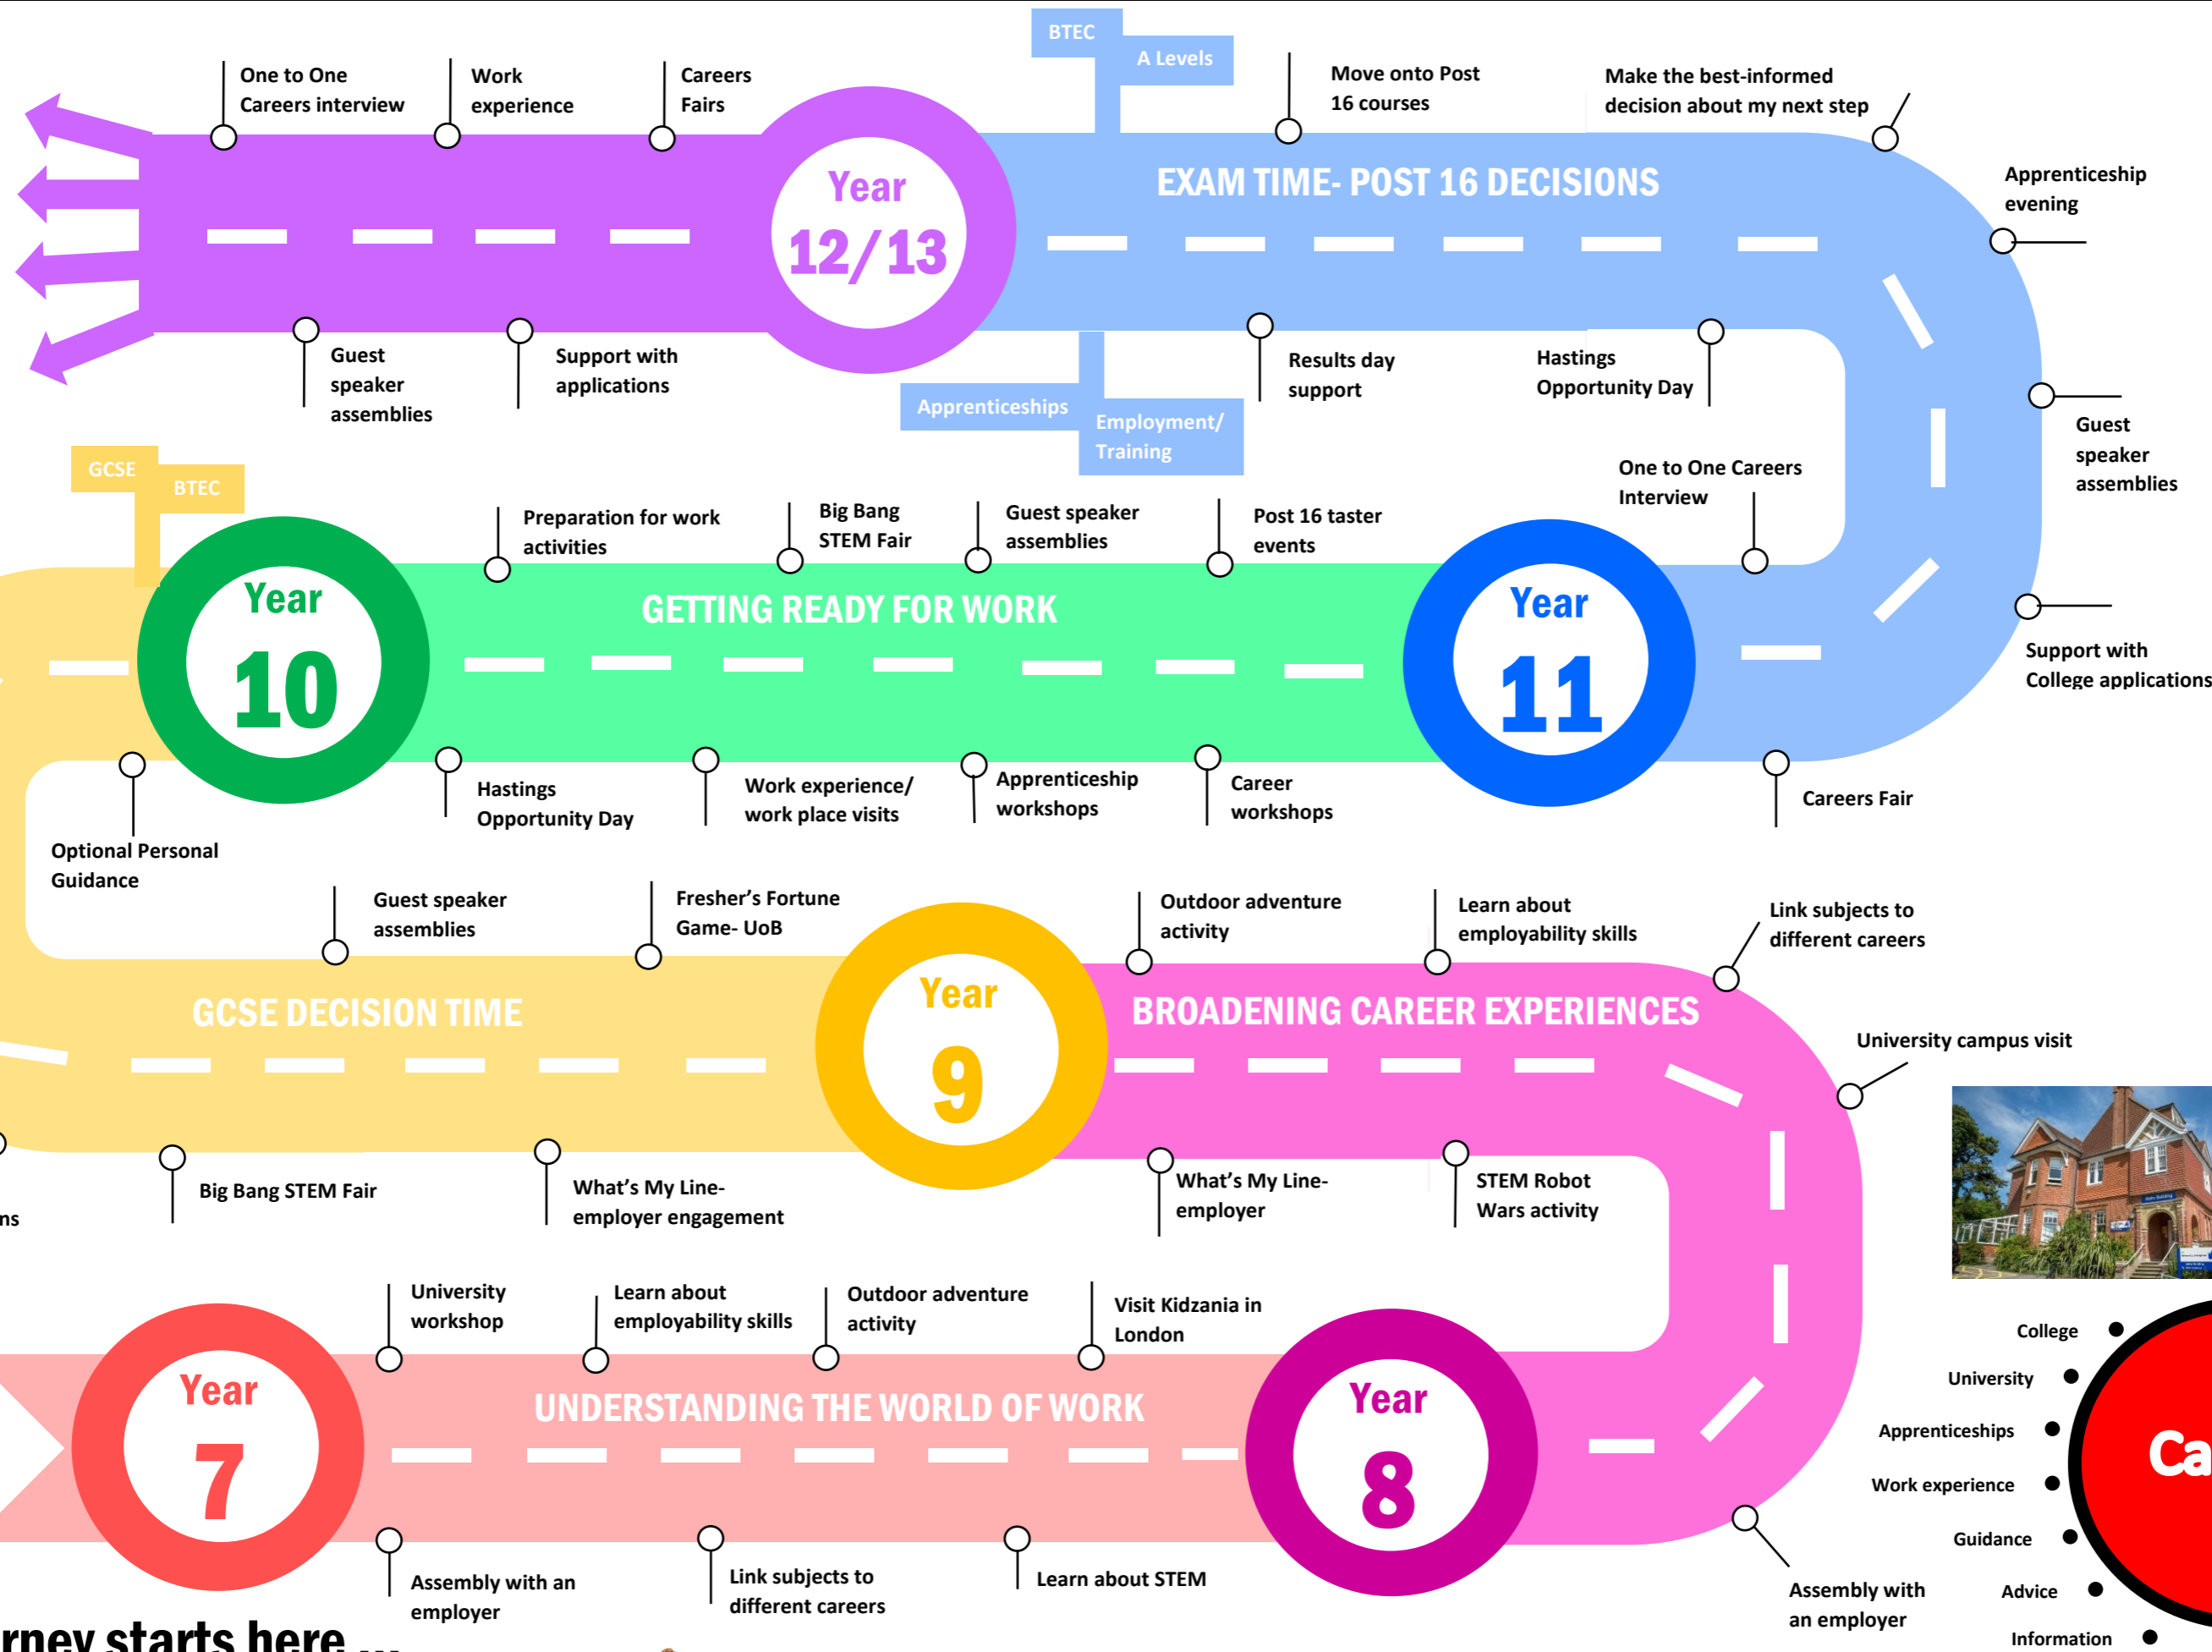 BTEC
A Levels
One to One
Careers interview
Work
experience
Careers
Fairs
Move onto Post
16 courses
Make the best-informed
decision about my next step
Year
12/13
EXAM TIME- POST 16 DECISIONS
Apprenticeship
evening
Guest
speaker
assemblies
Support with
applications
Apprenticeships
Employment/
Training
Results day
support
Hastings
Opportunity Day
Guest
speaker
assemblies
One to One Careers
Interview
GCSE
BTEC
Preparation for work
activities
Big Bang
STEM Fair
Guest speaker
assemblies
Post 16 taster
events
Year
10
GETTING READY FOR WORK
Year
11
Support with
College applications
Hastings
Opportunity Day
Work experience/
work place visits
Apprenticeship
workshops
Career
workshops
Careers Fair
Optional Personal
Guidance
Guest speaker
assemblies
Fresher's Fortune
Game- UoB
Outdoor adventure
activity
Learn about
employability skills
Link subjects to
different careers
GCSE DECISION TIME
Year
9
BROADENING CAREER EXPERIENCES
University campus visit
ns
Big Bang STEM Fair
What's My Line-
employer engagement
What's My Line-
employer
STEM Robot
Wars activity
University
workshop
Learn about
employability skills
Outdoor adventure
activity
Visit Kidzania in
London
Year
7
UNDERSTANDING THE WORLD OF WORK
Year
8
College
University
Apprenticeships
Work experience
Guidance
Advice
Information
Ca
Assembly with an
employer
Link subjects to
different careers
Learn about STEM
Assembly with
an employer
rney starts here ...